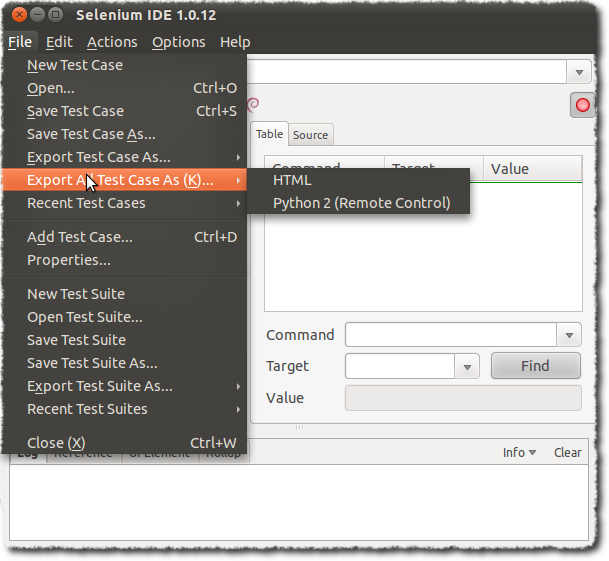 Selenium IDE 1.0.12
File Edit Actions Options Help
New Test Case
Open... Ctrl+O
Save Test Case Ctrl+S
Save Test Case As...
Export Test Case As...
Export All Test Case As (K)...
Recent Test Cases
Add Test Case... Ctrl+D
Properties...
New Test Suite
Open Test Suite...
Save Test Suite
Save Test Suite As...
Export Test Suite As...
Recent Test Suites
Close (X) Ctrl+W
HTML
Python 2 (Remote Control)
Table Source
Command Target Value
Command
Target Find
Value
Log Reference UI-Element Rollup Info Clear